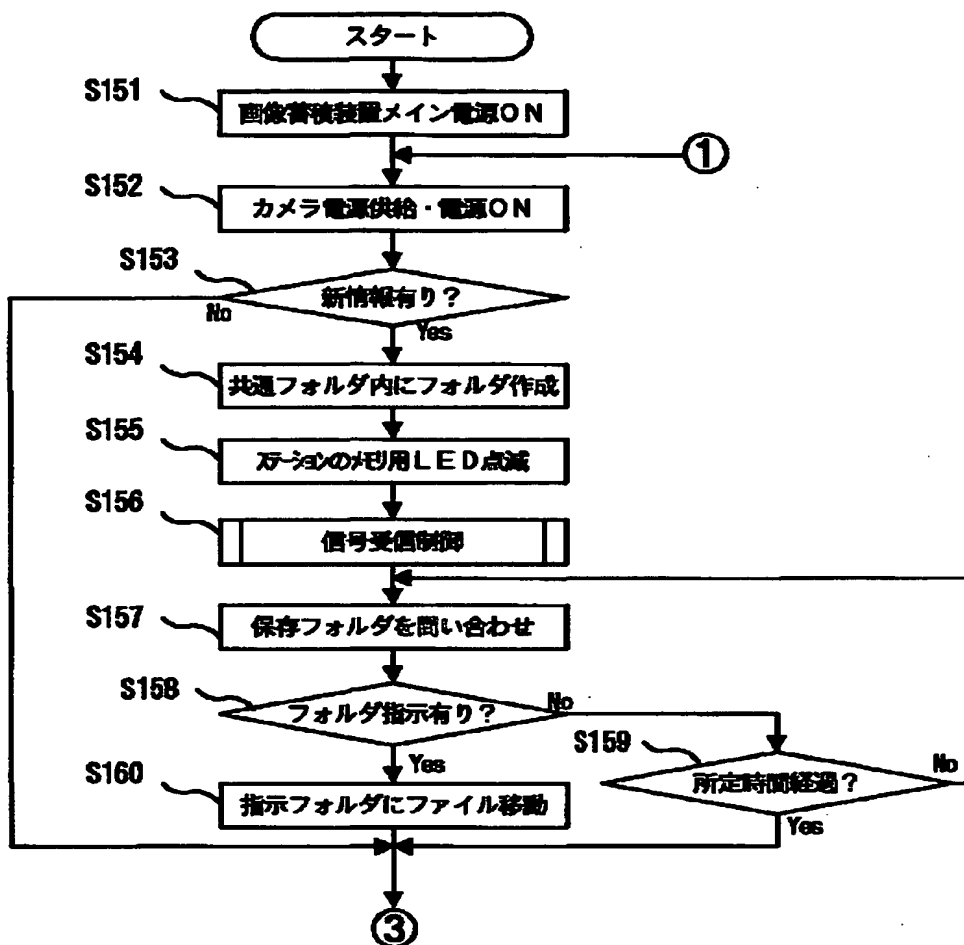 スタート
S151
画像蓄積装置メイン電源ON
①
S152
カメラ電源供給・電源ON
S153
新情報有り？
No
Yes
S154
共通フォルダ内にフォルダ作成
S155
ステーションのメモリ用LED点滅
S156
信号受信制御
S157
保存フォルダを問い合わせ
S158
フォルダ指示有り？
No
Yes
S159
所定時間経過？
No
Yes
S160
指示フォルダにファイル移動
③